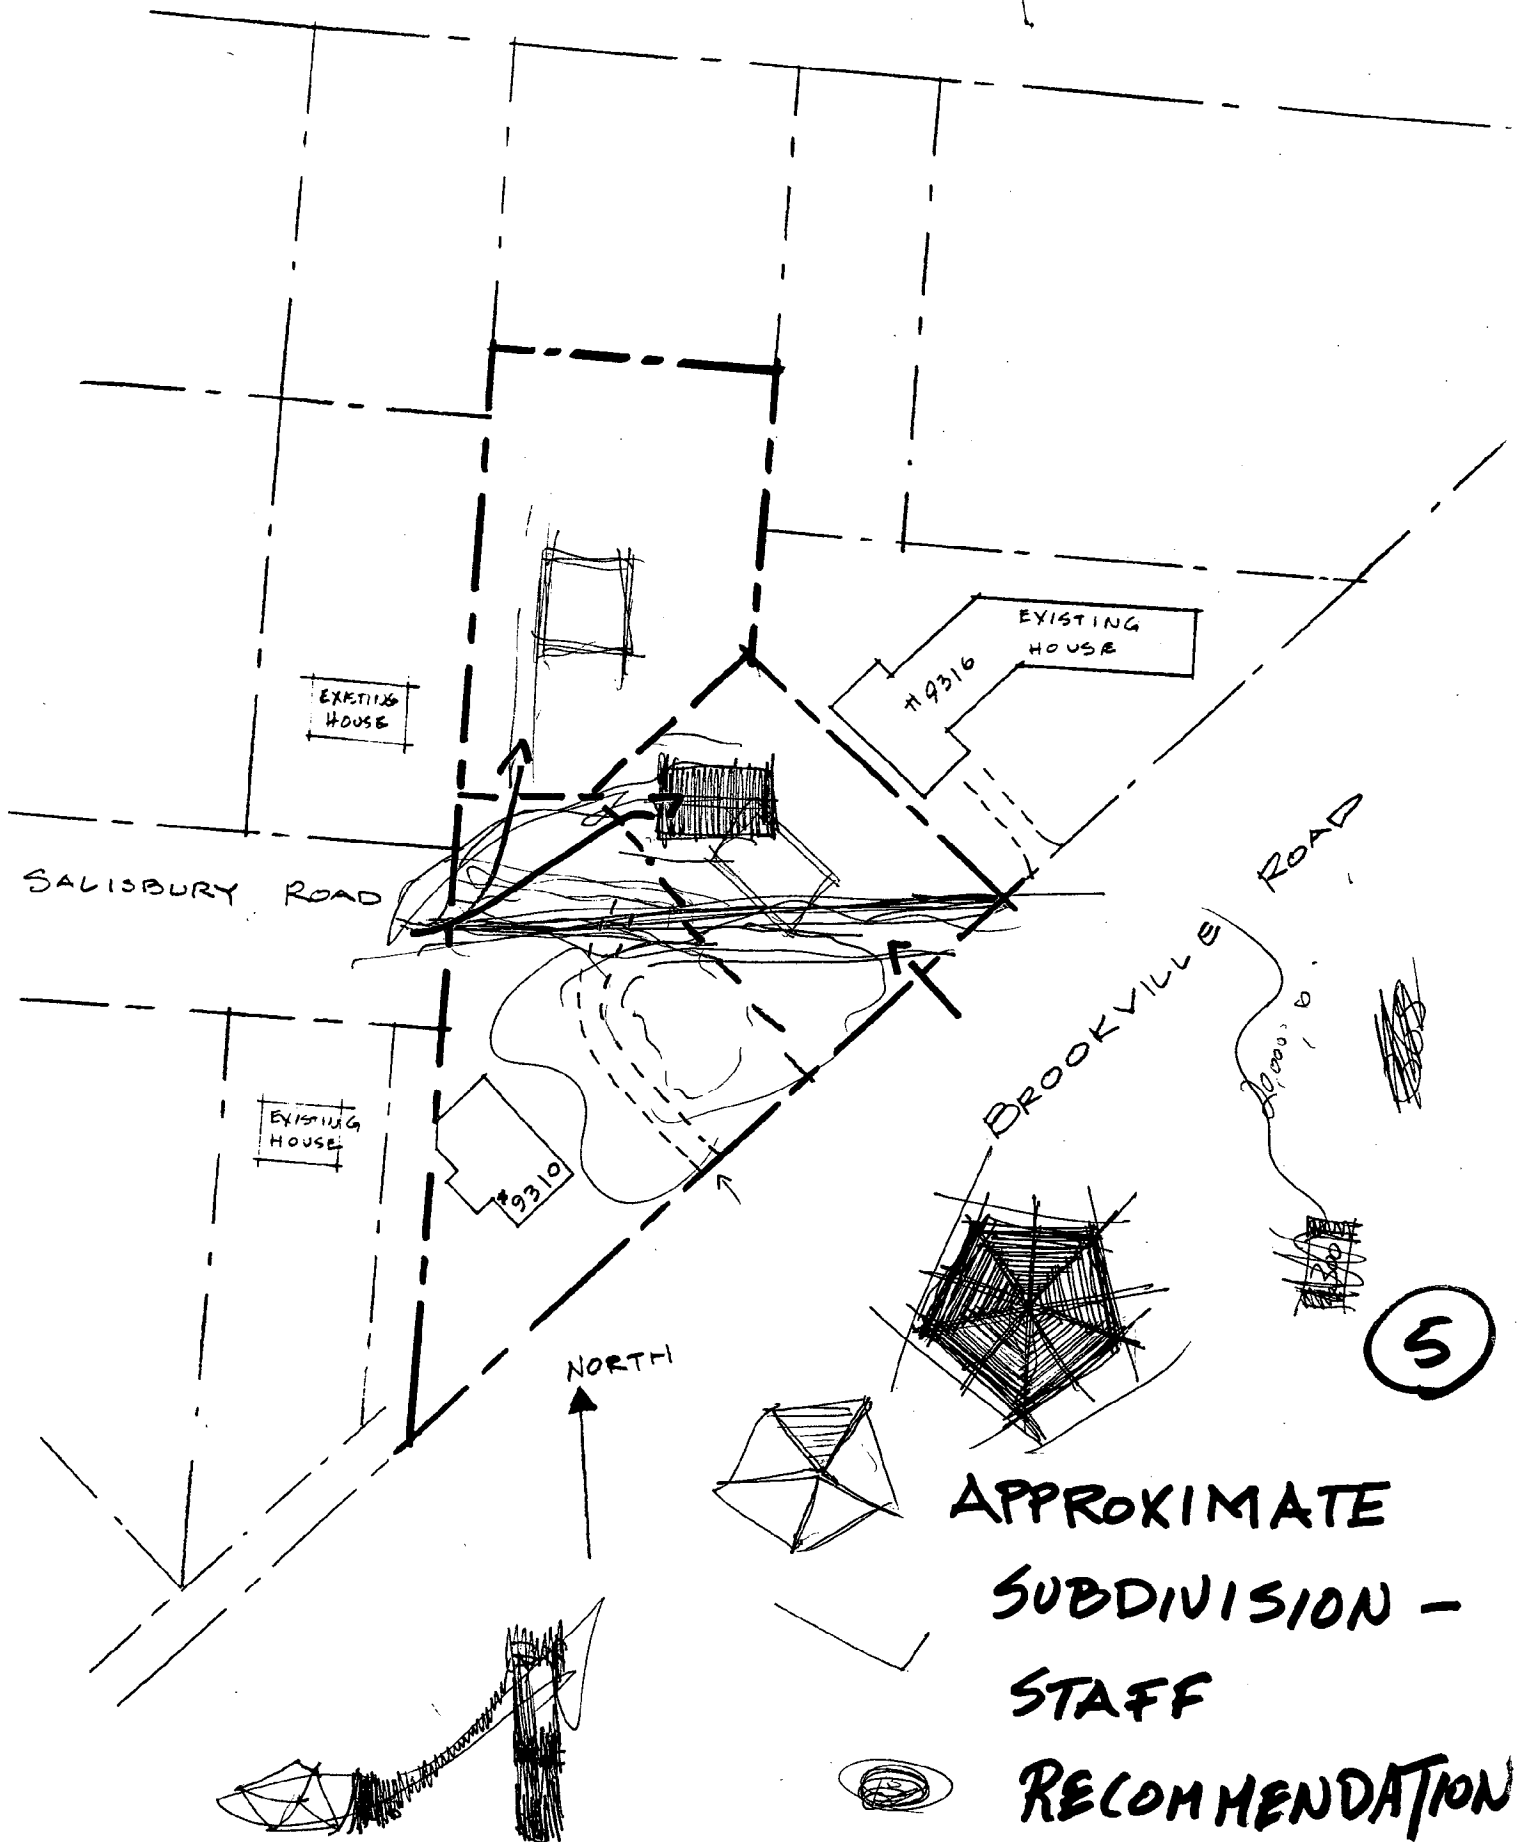 EXISTING
HOUSE
# 9316
EXISTING
HOUSE
ROAD
SALISBURY ROAD
BROOKVILLE
EXISTING
HOUSE
# 9310
NORTH
5
APPROXIMATE
SUBDIVISION -
STAFF
RECOMMENDATION